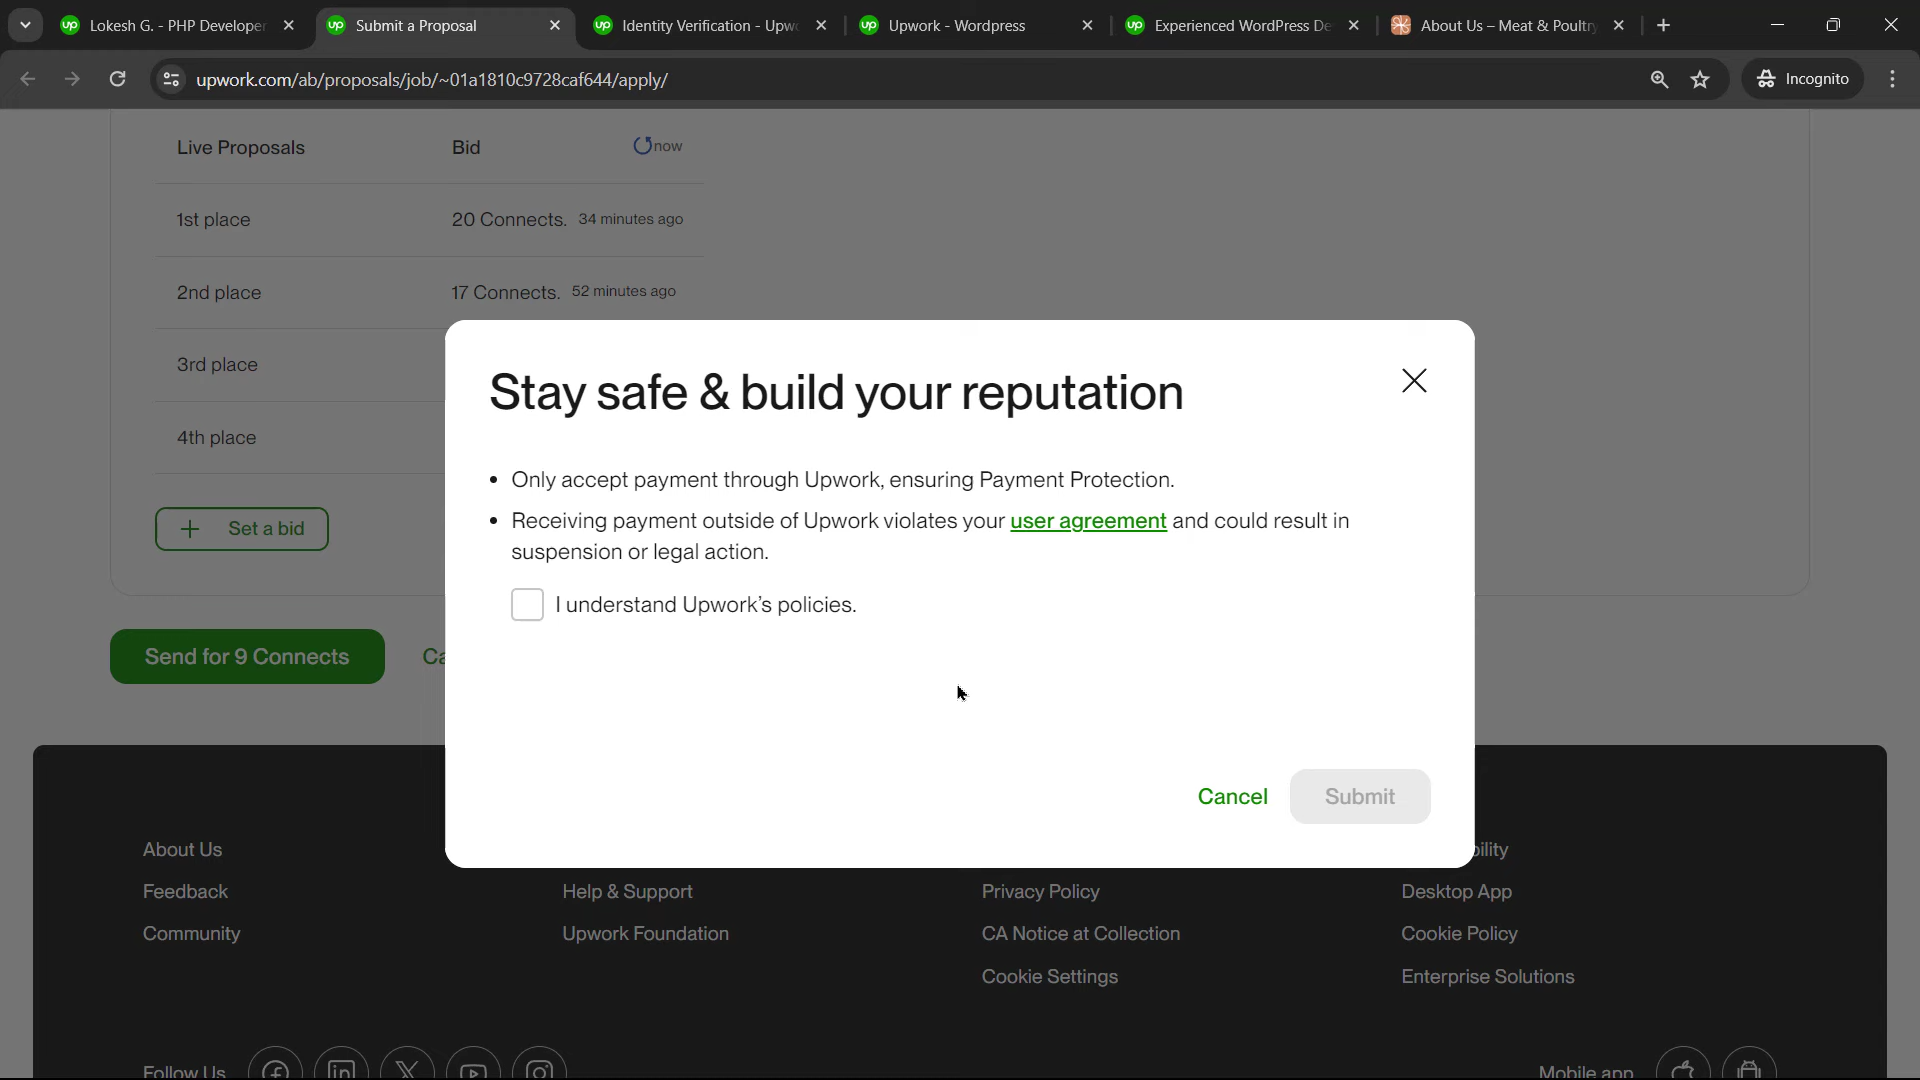 Lokesh G. - PHP Developer
Submit a Proposal
Identity Verification - Upw
Upwork - Wordpress
Experienced WordPress De
About Us – Meat & Poultry
upwork.com/ab/proposals/job/~01a1810c9728caf644/apply/
Incognito
Live Proposals Bid now
1st place 20 Connects. 34 minutes ago
2nd place 17 Connects. 52 minutes ago
3rd place
4th place
Set a bid
Send for 9 Connects
Ca
Stay safe & build your reputation
• Only accept payment through Upwork, ensuring Payment Protection.
• Receiving payment outside of Upwork violates your user agreement and could result in
suspension or legal action.
I understand Upwork’s policies.
Cancel Submit
About Us
Feedback
Community
Help & Support
Upwork Foundation
Privacy Policy
CA Notice at Collection
Cookie Settings
bility
Desktop App
Cookie Policy
Enterprise Solutions
Follow Us
Mobile app